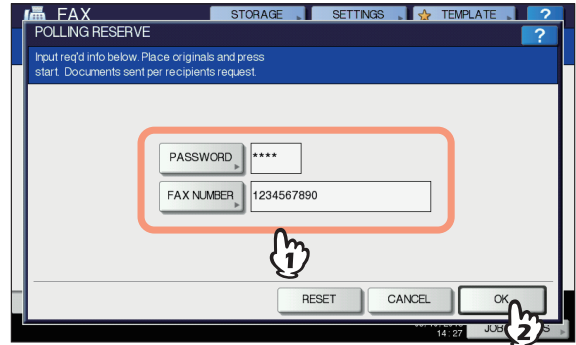 FAX
STORAGE
SETTINGS
TEMPLATE
?
POLLING RESERVE
?
Input req'd info below. Place originals and press
start. Documents sent per recipients request.
PASSWORD
****
FAX NUMBER
1234567890
1
RESET
CANCEL
OK
2
14 : 27
JOB